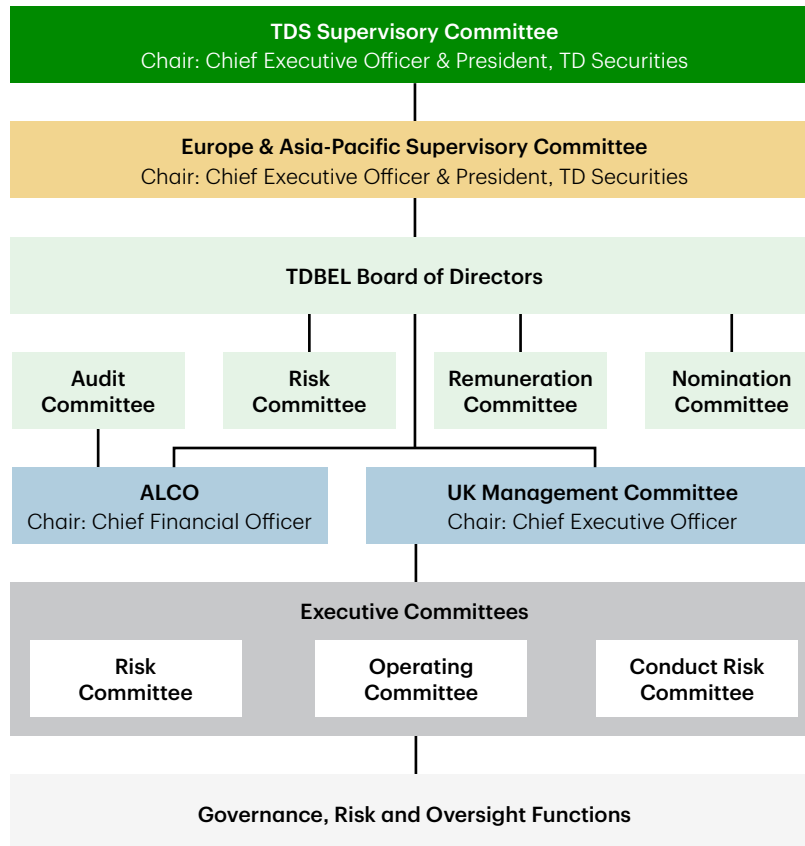 TDS Supervisory Committee
Chair: Chief Executive Officer & President, TD Securities
Europe & Asia-Pacific Supervisory Committee
Chair: Chief Executive Officer & President, TD Securities
TDBEL Board of Directors
Audit
Committee
Risk
Committee
Remuneration
Committee
Nomination
Committee
ALCO
Chair: Chief Financial Officer
UK Management Committee
Chair: Chief Executive Officer
Executive Committees
Risk
Committee
Operating
Committee
Conduct Risk
Committee
Governance, Risk and Oversight Functions